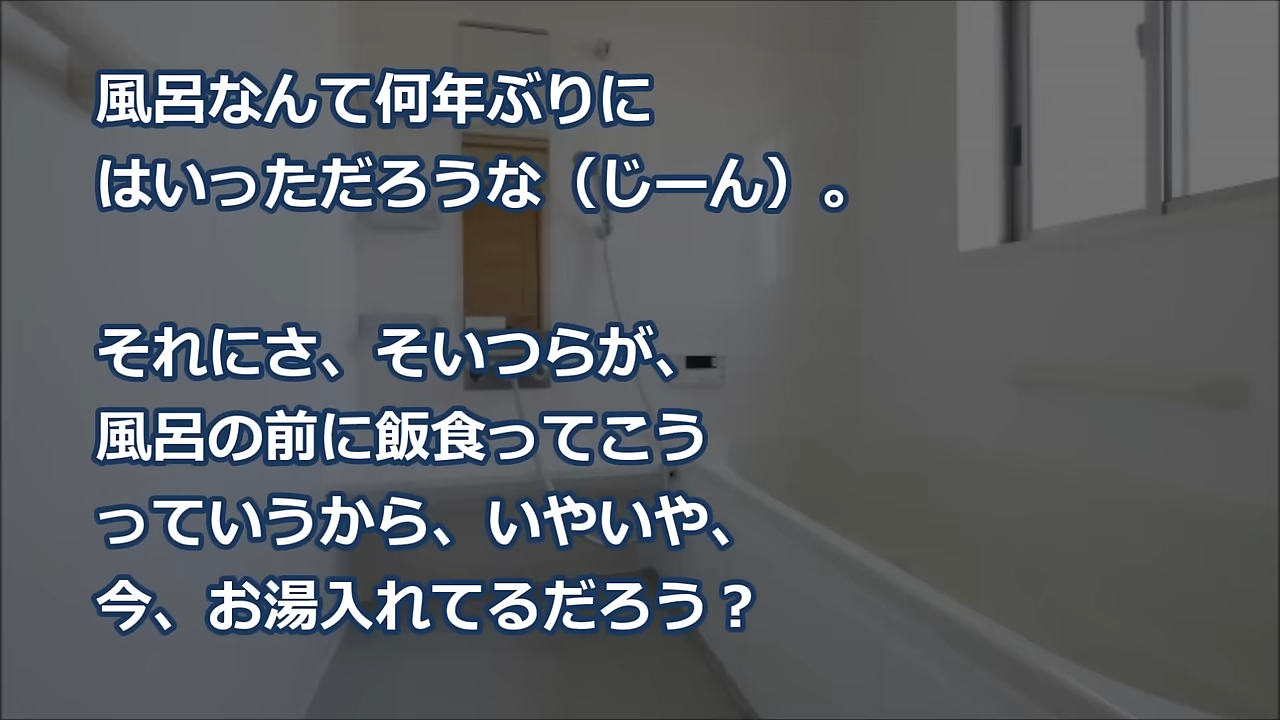 風呂なんて何年ぶりに
はいっただろうな（じーん）。
それにさ、そいつらが、
風呂の前に飯食ってこう
っていうから、いやいや、
今、お湯入れてるだろう？